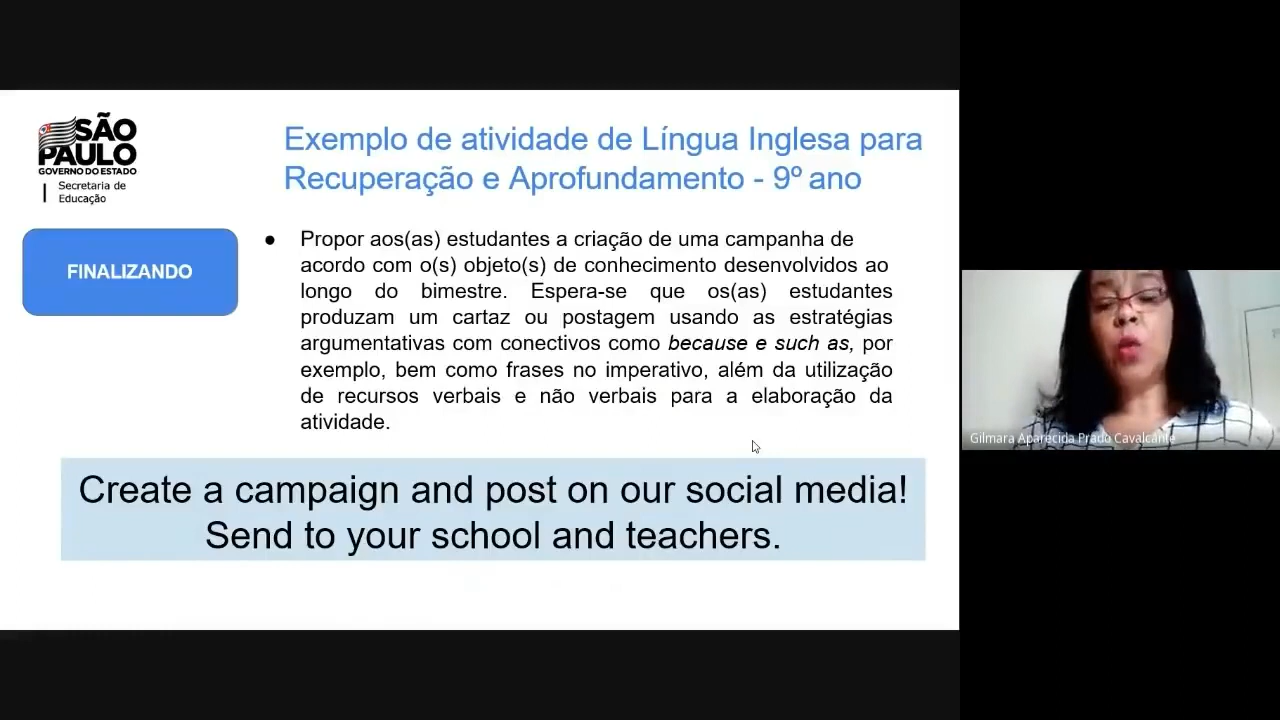 SÃO
PAULO
GOVERNO DO ESTADO
Secretaria de
Educação
Exemplo de atividade de Língua Inglesa para
Recuperação e Aprofundamento - 9º ano
FINALIZANDO
● Propor aos(as) estudantes a criação de uma campanha de
acordo com o(s) objeto(s) de conhecimento desenvolvidos ao
longo do bimestre. Espera-se que os(as) estudantes
produzam un cartaz ou postagem usando as estratégias
argumentativas com conectivos como because e such as, por
exemplo, bem como frases no imperativo, além da utilização
de recursos verbais e não verbais para a elaboração da
atividade.
Create a campaign and post on our social media!
Send to your school and teachers.
Gilmara Aparecida Prado Cavalcante